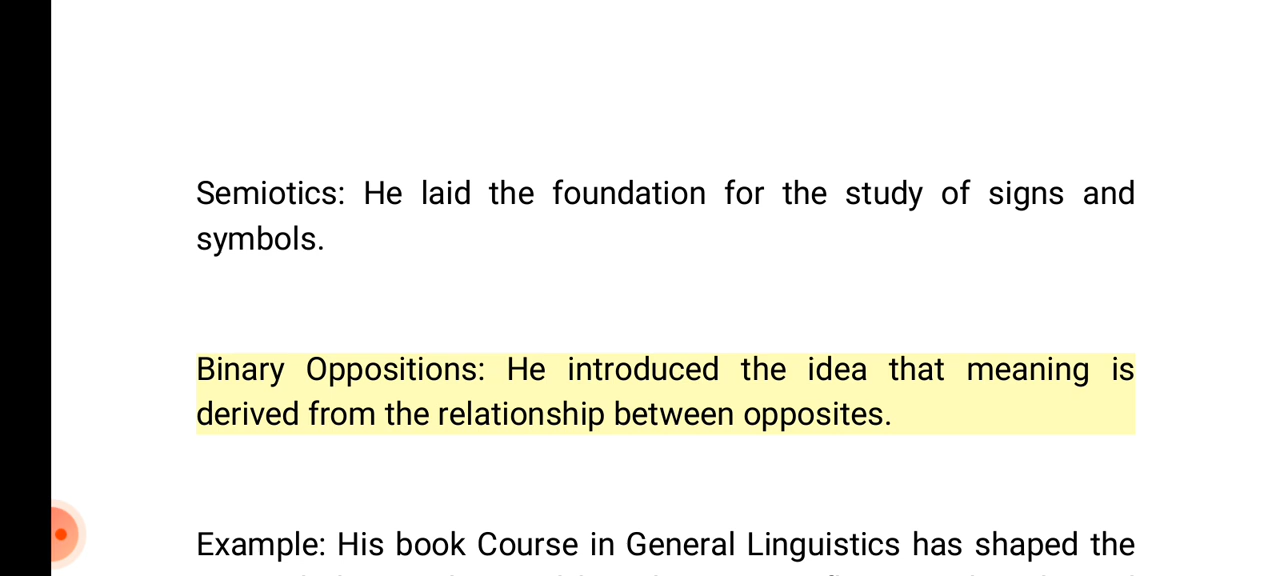 Semiotics: He laid the foundation for the study of signs and
symbols.
Binary Oppositions: He introduced the idea that meaning is
derived from the relationship between opposites.
Example: His book Course in General Linguistics has shaped the